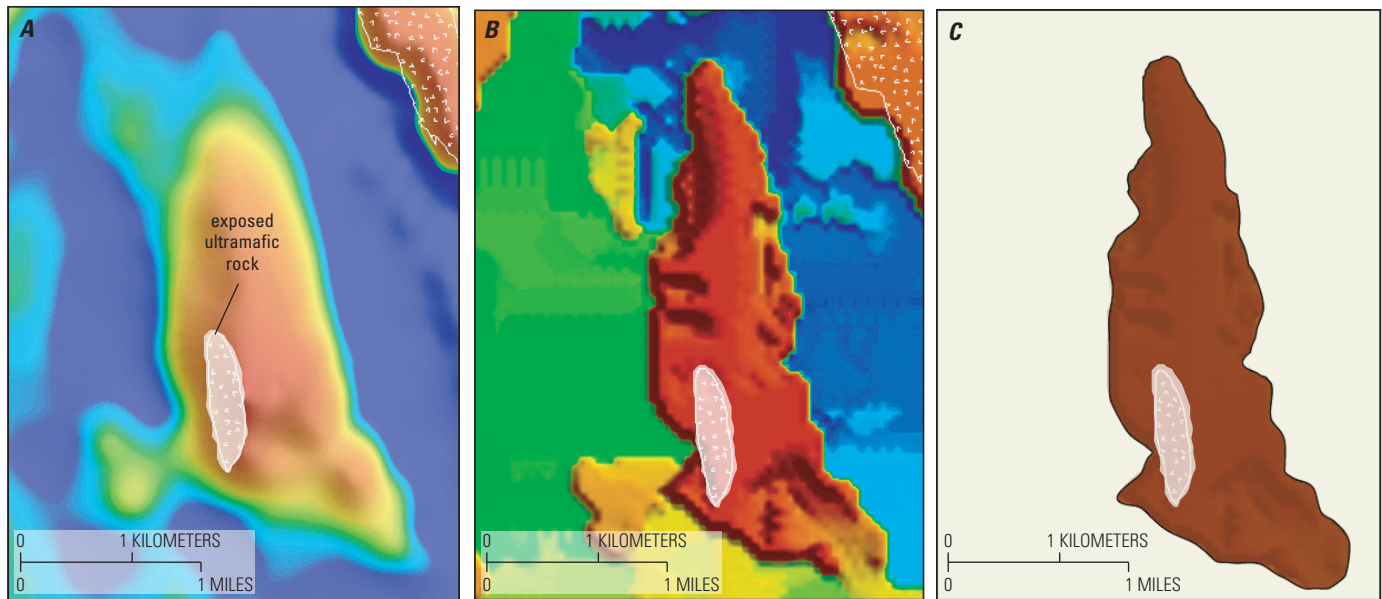 A
exposed
ultramafic
rock
0 1 KILOMETERS
0 1 MILES
B
0 1 KILOMETERS
0 1 MILES
C
0 1 KILOMETERS
0 1 MILES